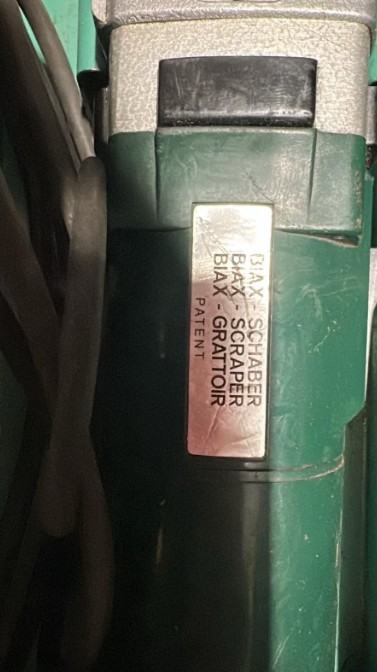 BIAX - SCHABER
BIAX - SCRAPER
BIAX - GRATTOIR
PATENT